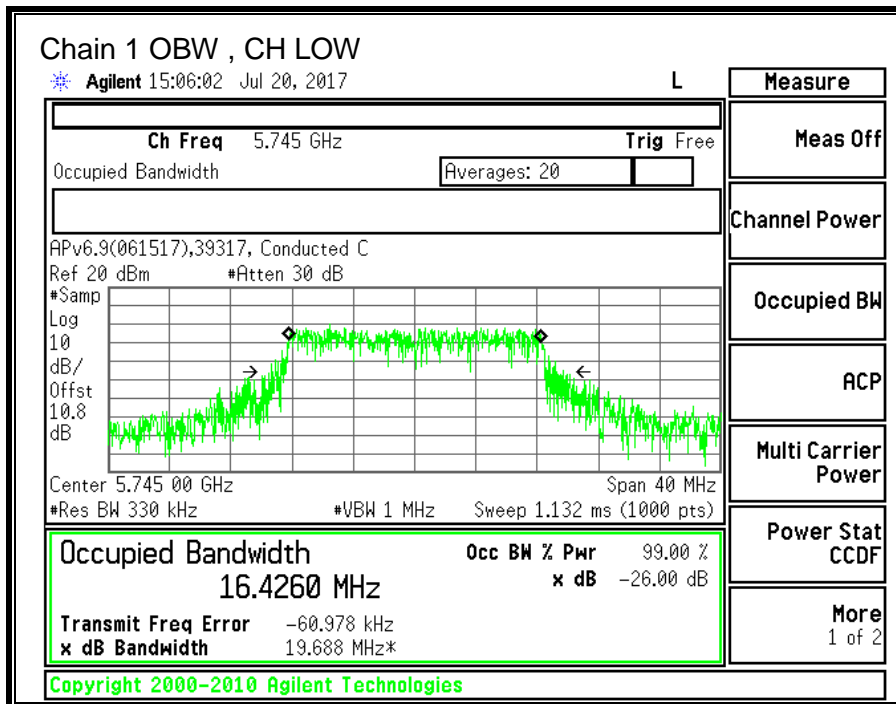 Chain 1 OBW , CH LOW
Agilent 15:06:02 Jul 20, 2017 L
Measure
Ch Freq 5.745 GHz Trig Free
Occupied Bandwidth Averages: 20
APv6.9(061517),39317, Conducted C
Ref 20 dBm #Atten 30 dB
#Samp
Log
10
dB/
Offst
10.8
dB
Center 5.745 00 GHz Span 40 MHz
#Res BW 330 kHz #VBW 1 MHz Sweep 1.132 ms (1000 pts)
Occupied Bandwidth Occ BW % Pwr 99.00 %
16.4260 MHz x dB -26.00 dB
Transmit Freq Error -60.978 kHz
x dB Bandwidth 19.688 MHz*
Meas Off
Channel Power
Occupied BW
ACP
Multi Carrier
Power
Power Stat
CCDF
More
1 of 2
Copyright 2000-2010 Agilent Technologies